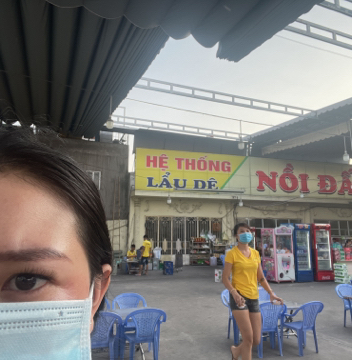 HỆ THỐNG
LẨU DÊ
NỒI ĐẤ